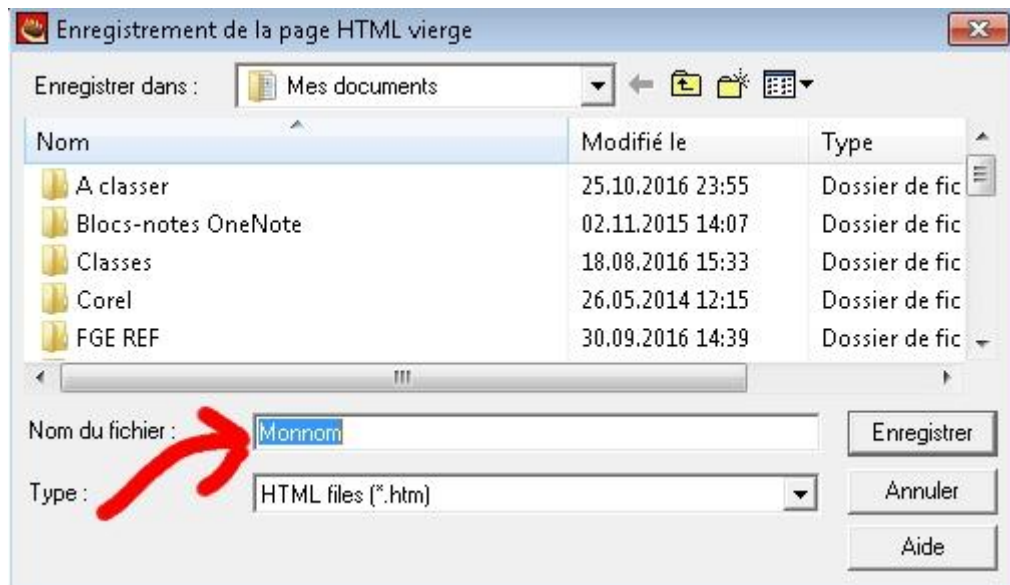 Enregistrement de la page HTML vierge
Enregistrer dans : Mes documents
Nom Modifié le Type
A classer 25.10.2016 23:55 Dossier de fic
Blocs-notes OneNote 02.11.2015 14:07 Dossier de fic
Classes 18.08.2016 15:33 Dossier de fic
Corel 26.05.2014 12:15 Dossier de fic
FGE REF 30.09.2016 14:39 Dossier de fic
Nom du fichier : Monnom Enregistrer
Type : HTML files (*.htm) Annuler
Aide